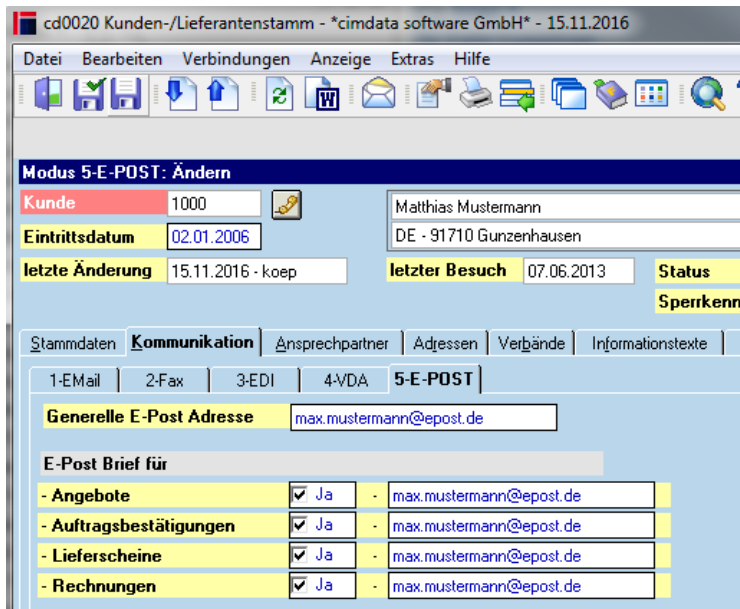 cd0020 Kunden-/Lieferantenstamm - *cimdata software GmbH* - 15.11.2016
Datei Bearbeiten Verbindungen Anzeige Extras Hilfe
W
Modus 5-E-POST: Ändern
Kunde 1000 Matthias Mustermann
Eintrittsdatum 02.01.2006 DE - 91710 Gunzenhausen
letzte Änderung 15.11.2016 - koep letzter Besuch 07.06.2013 Status
Sperrkenn
Stammdaten Kommunikation Ansprechpartner Adressen Verbände Informationstexte
1-EMail 2-Fax 3-EDI 4-VDA 5-E-POST
Generelle E-Post Adresse max.mustermann@epost.de
E-Post Brief für
- Angebote Ja - max.mustermann@epost.de
- Auftragsbestätigungen Ja - max.mustermann@epost.de
- Lieferscheine Ja - max.mustermann@epost.de
- Rechnungen Ja - max.mustermann@epost.de